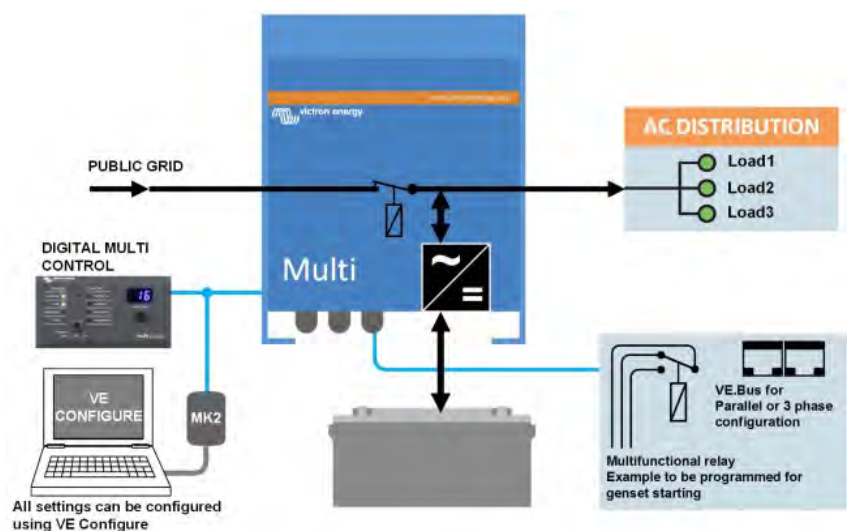 victron energy
AC DISTRIBUTION
PUBLIC GRID
Load1
Load2
Load3
DIGITAL MULTI
CONTROL
16
Multi
~
=
VE
CONFIGURE
MK2
VE.Bus for
Parallel or 3 phase
configuration
Multifunctional relay
Example to be programmed for
genset starting
All settings can be configured
using VE Configure